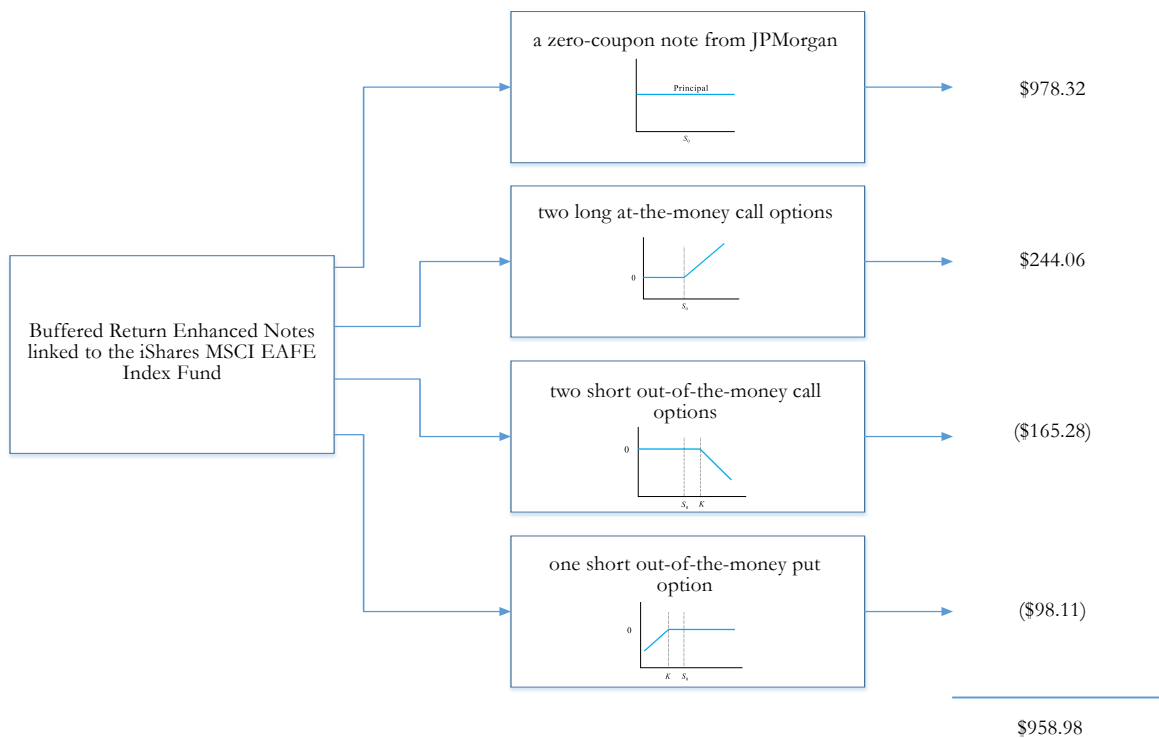 a zero-coupon note from JPMorgan
Principal
S₀
$978.32
two long at-the-money call options
0
S₀
$244.06
Buffered Return Enhanced Notes
linked to the iShares MSCI EAFE
Index Fund
two short out-of-the-money call
options
0
S₀ K
($165.28)
one short out-of-the-money put
option
0
K S₀
($98.11)
$958.98